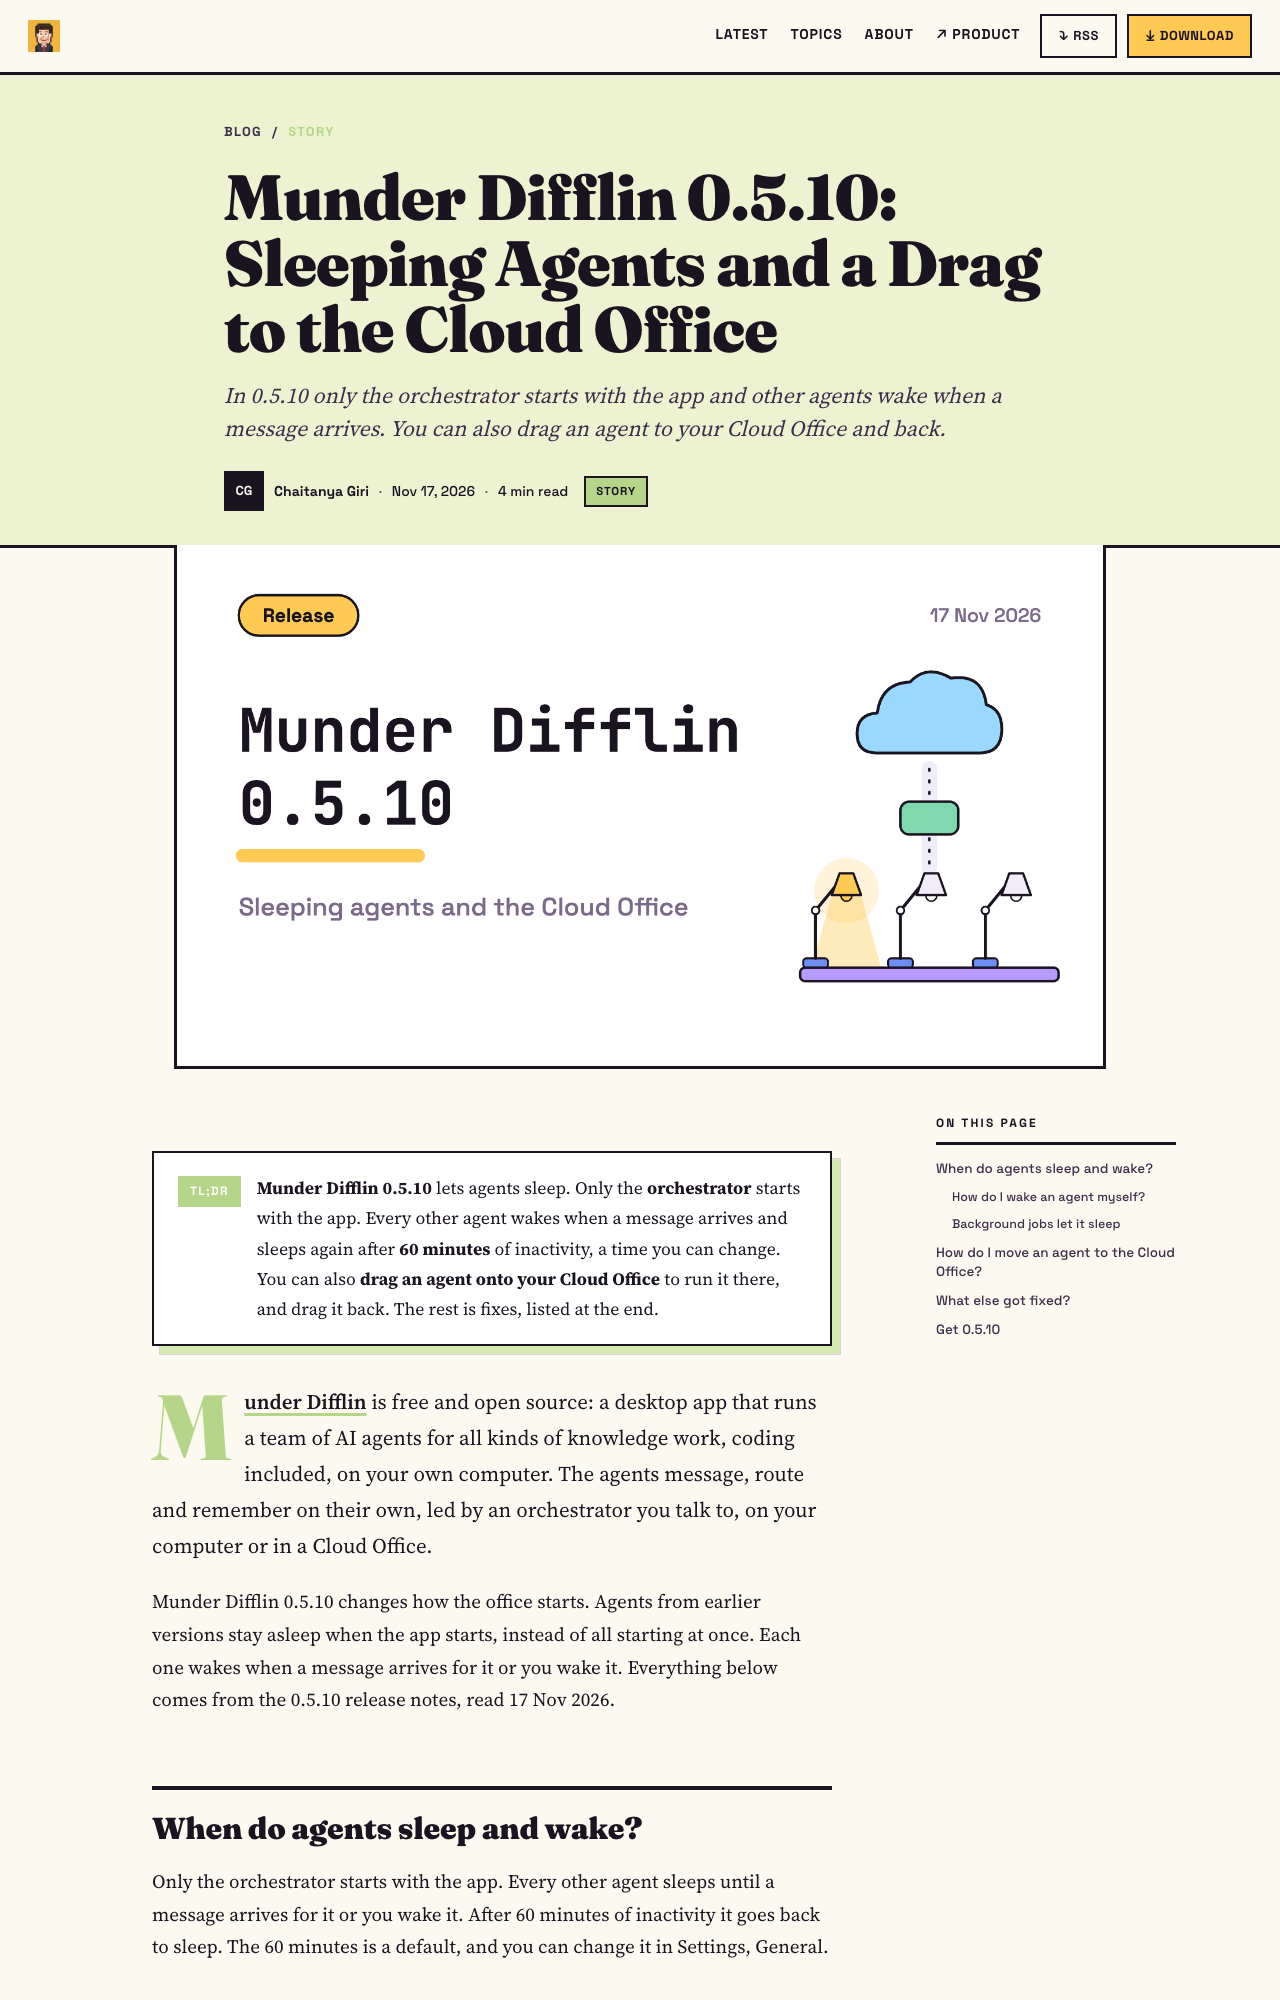 LATEST TOPICS ABOUT ↗ PRODUCT ↴ RSS ⤓ DOWNLOAD
BLOG / STORY
Munder Difflin 0.5.10:
Sleeping Agents and a Drag
to the Cloud Office
In 0.5.10 only the orchestrator starts with the app and other agents wake when a
message arrives. You can also drag an agent to your Cloud Office and back.
CG Chaitanya Giri · Nov 17, 2026 · 4 min read STORY
Release
17 Nov 2026
Munder Difflin
0.5.10
Sleeping agents and the Cloud Office
ON THIS PAGE
When do agents sleep and wake?
How do I wake an agent myself?
Background jobs let it sleep
How do I move an agent to the Cloud
Office?
What else got fixed?
Get 0.5.10
TL;DR
Munder Difflin 0.5.10 lets agents sleep. Only the orchestrator starts
with the app. Every other agent wakes when a message arrives and
sleeps again after 60 minutes of inactivity, a time you can change.
You can also drag an agent onto your Cloud Office to run it there,
and drag it back. The rest is fixes, listed at the end.
Munder Difflin is free and open source: a desktop app that runs
a team of AI agents for all kinds of knowledge work, coding
included, on your own computer. The agents message, route
and remember on their own, led by an orchestrator you talk to, on your
computer or in a Cloud Office.
Munder Difflin 0.5.10 changes how the office starts. Agents from earlier
versions stay asleep when the app starts, instead of all starting at once. Each
one wakes when a message arrives for it or you wake it. Everything below
comes from the 0.5.10 release notes, read 17 Nov 2026.
When do agents sleep and wake?
Only the orchestrator starts with the app. Every other agent sleeps until a
message arrives for it or you wake it. After 60 minutes of inactivity it goes back
to sleep. The 60 minutes is a default, and you can change it in Settings, General.